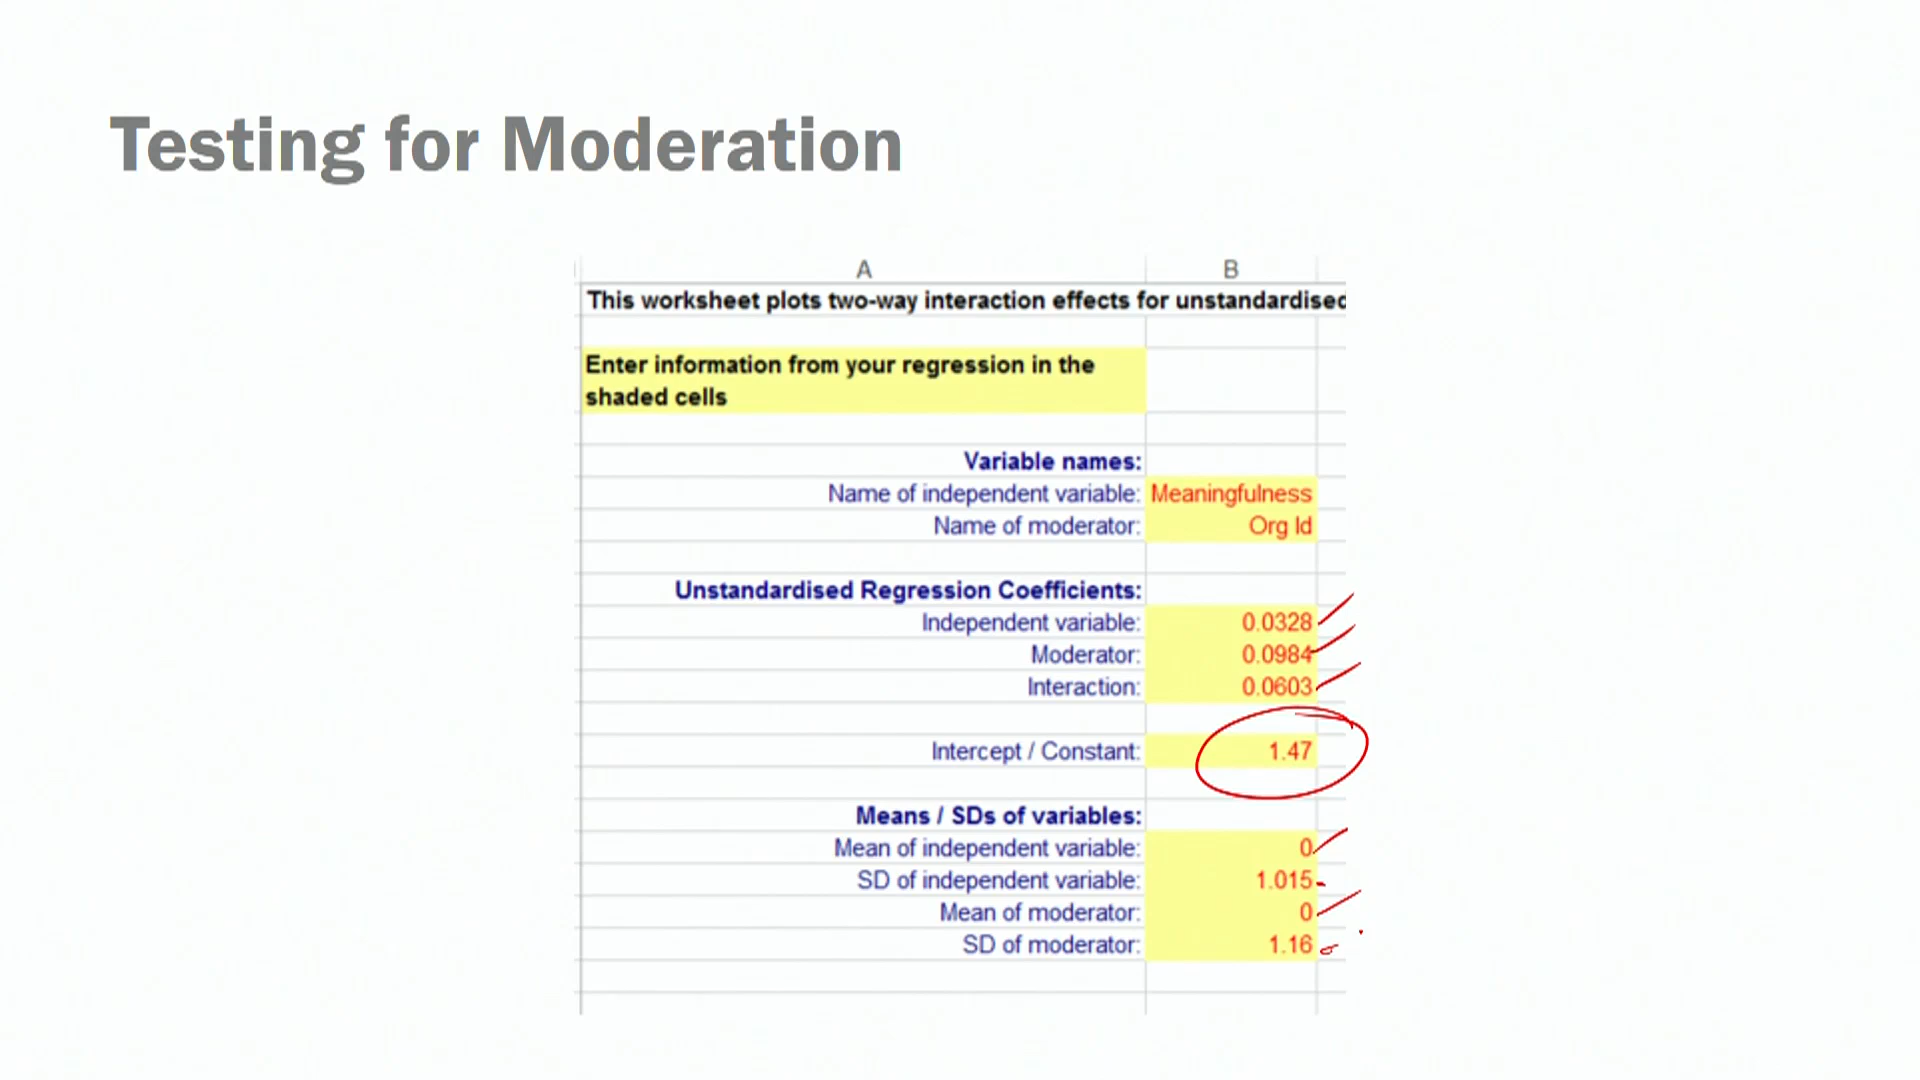 Testing for Moderation
A B
This worksheet plots two-way interaction effects for unstandardised
Enter information from your regression in the
shaded cells
Variable names:
Name of independent variable: Meaningfulness
Name of moderator: Org Id
Unstandardised Regression Coefficients:
Independent variable: 0.0328
Moderator: 0.0984
Interaction: 0.0603
Intercept / Constant: 1.47
Means / SDs of variables:
Mean of independent variable: 0
SD of independent variable: 1.015
Mean of moderator: 0
SD of moderator: 1.16